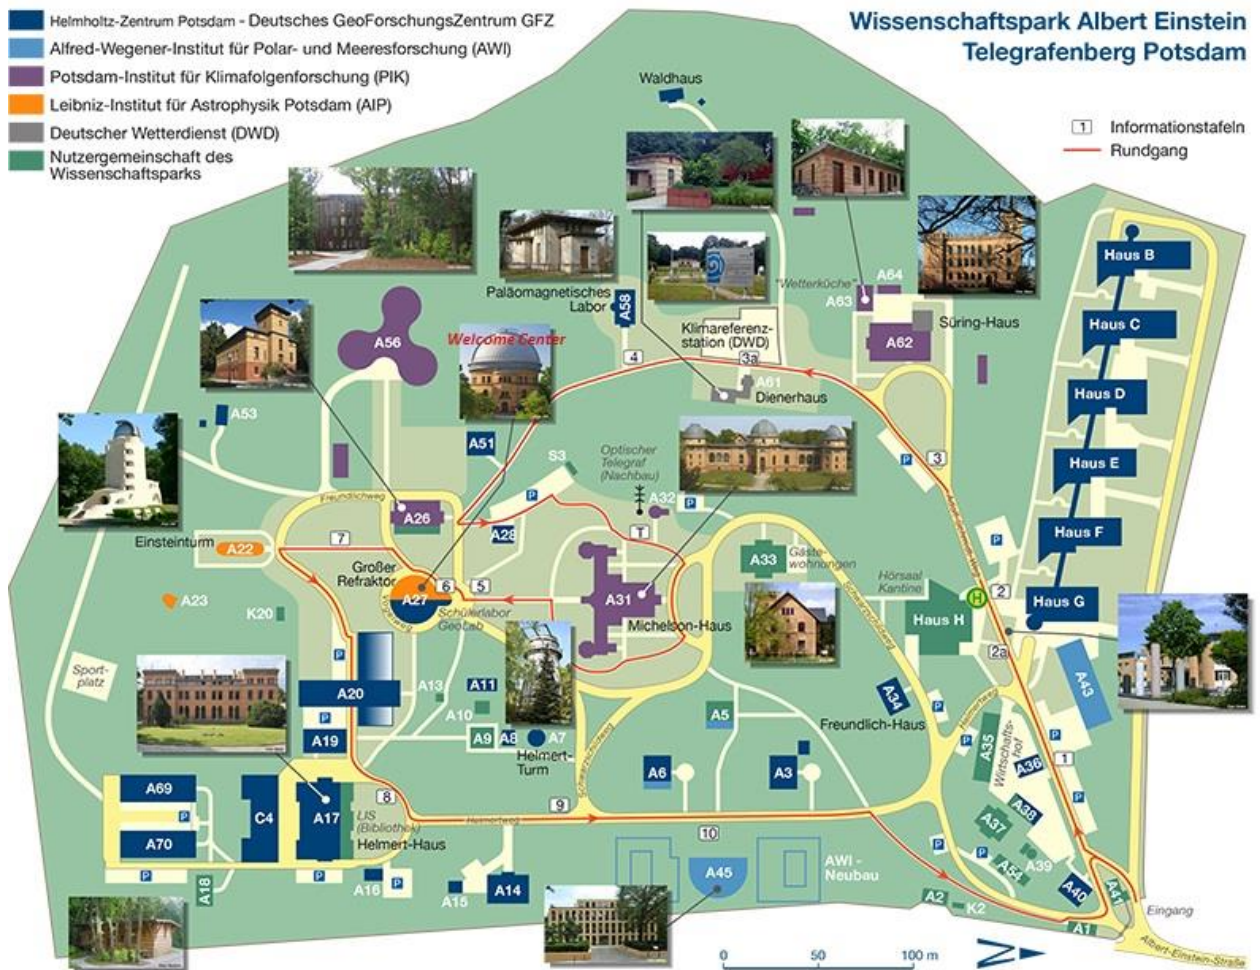 Helmholtz-Zentrum Potsdam - Deutsches GeoForschungsZentrum GFZ
Alfred-Wegener-Institut für Polar- und Meeresforschung (AWI)
Potsdam-Institut für Klimafolgenforschung (PIK)
Leibniz-Institut für Astrophysik Potsdam (AIP)
Deutscher Wetterdienst (DWD)
Nutzergemeinschaft des
Wissenschaftsparks
Wissenschaftspark Albert Einstein
Telegrafenberg Potsdam
1 Informationstafeln
Rundgang
Waldhaus
Haus B
Haus C
Haus D
Haus E
Haus F
Haus G
Haus H
Paläomagnetisches
Labor
A58
"Wetterküche"
A64
A63
Süring-Haus
A62
Klimareferenz-
station (DWD)
3a
A61
Dienerhaus
4
3
A56
Welcome Center
A53
A51
S3
P
Optischer
Telegraf
(Nachbau)
A32
P
P
T
Freundlichweg
A26
A28
Einsteinturm
A22
7
Großer
Refraktor
A27
6
5
Schülerlabor
GeoLab
A23
K20
A31
Michelson-Haus
A33
Gäste-
wohnungen
Schwarzschildweg
Hörsaal
Kantine
H
P
2
2a
Sport-
platz
P
A20
P
A19
A13
A11
A10
A9
A8
A7
Helmert-
Turm
A5
A6
A3
A34
Freundlich-Haus
P
P
A43
P
Helmertweg
A35
Wirtschafts-
hof
A36
1
P
A38
A37
A39
A54
A40
A41
P
P
Schwarzschildweg
A69
A70
P
C4
A17
LIS
(Bibliothek)
Helmert-Haus
8
9
Helmertweg
10
P
A18
P
A16
P
A15
A14
A45
AWI -
Neubau
A2
K2
A1
Eingang
Albert-Einstein-Straße
N
0 50 100 m